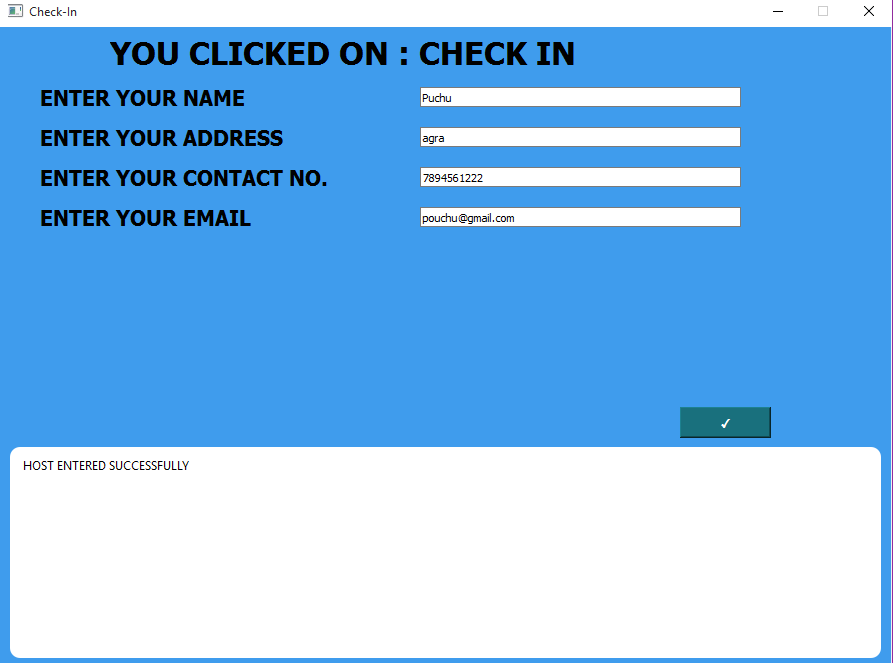 Check-In
YOU CLICKED ON : CHECK IN
ENTER YOUR NAME Puchu
ENTER YOUR ADDRESS agra
ENTER YOUR CONTACT NO. 7894561222
ENTER YOUR EMAIL pouchu@gmail.com
✓
HOST ENTERED SUCCESSFULLY